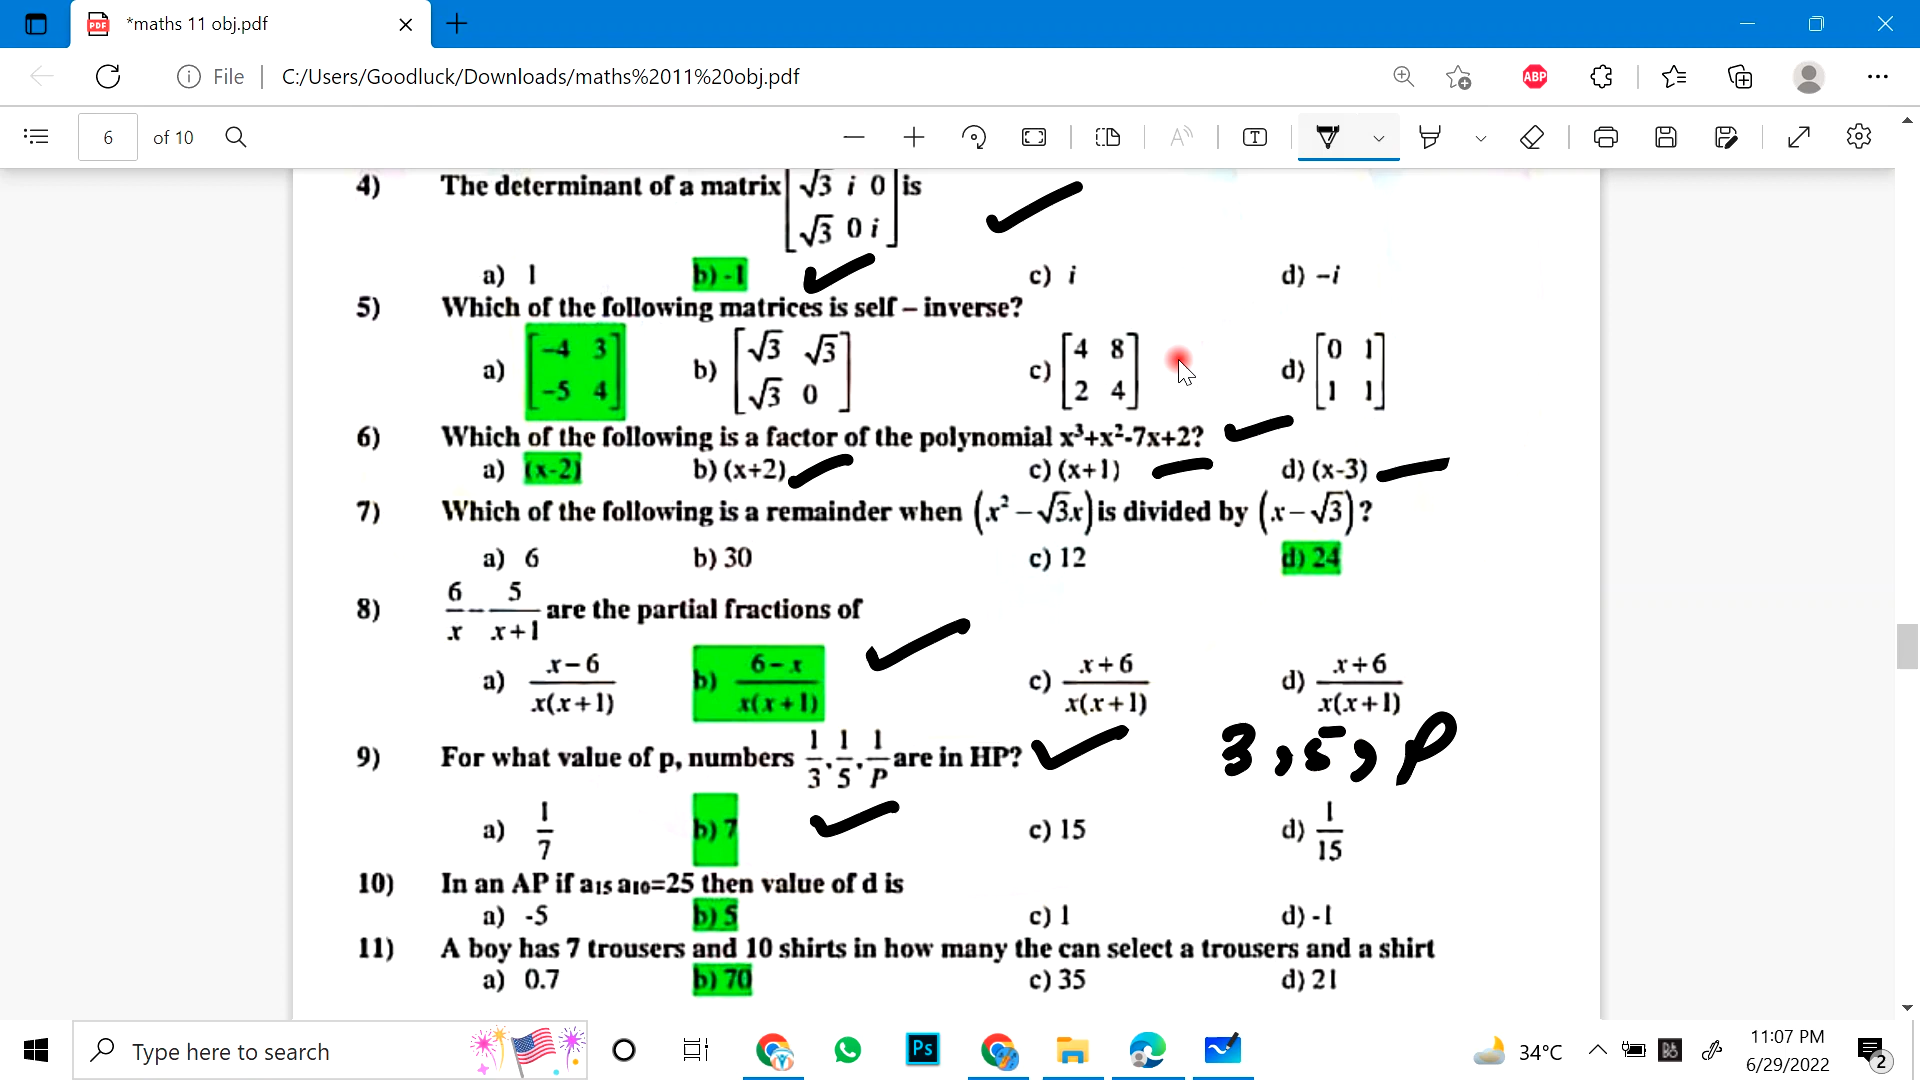 *maths 11 obj.pdf
File | C:/Users/Goodluck/Downloads/maths%2011%20obj.pdf
ABP
6 of 10
4) The determinant of a matrix [√3 i 0] is
√3 0 i
a) 1 b) -1 c) i d) –i
5) Which of the following matrices is self – inverse?
a) [-4 3; -5 4] b) [√3 √3; √3 0] c) [4 8; 2 4] d) [0 1; 1 1]
6) Which of the following is a factor of the polynomial x³+x²-7x+2?
a) (x-2) b) (x+2) c) (x+1) d) (x-3)
7) Which of the following is a remainder when (x² – √3x) is divided by (x – √3)?
a) 6 b) 30 c) 12 d) 24
8) 6/x – 5/(x+1) are the partial fractions of
a) x–6/x(x+1) b) 6–x/x(x+1) c) x+6/x(x+1) d) x+6/x(x+1)
3, 5, P
9) For what value of p, numbers 1/3, 1/5, 1/P are in HP?
a) 1/7 b) 7 c) 15 d) 1/15
10) In an AP if a₁₅ a₁₀=25 then value of d is
a) -5 b) 5 c) 1 d) -1
11) A boy has 7 trousers and 10 shirts in how many the can select a trousers and a shirt
a) 0.7 b) 70 c) 35 d) 21
Type here to search
Ps
34°C
11:07 PM
6/29/2022
2